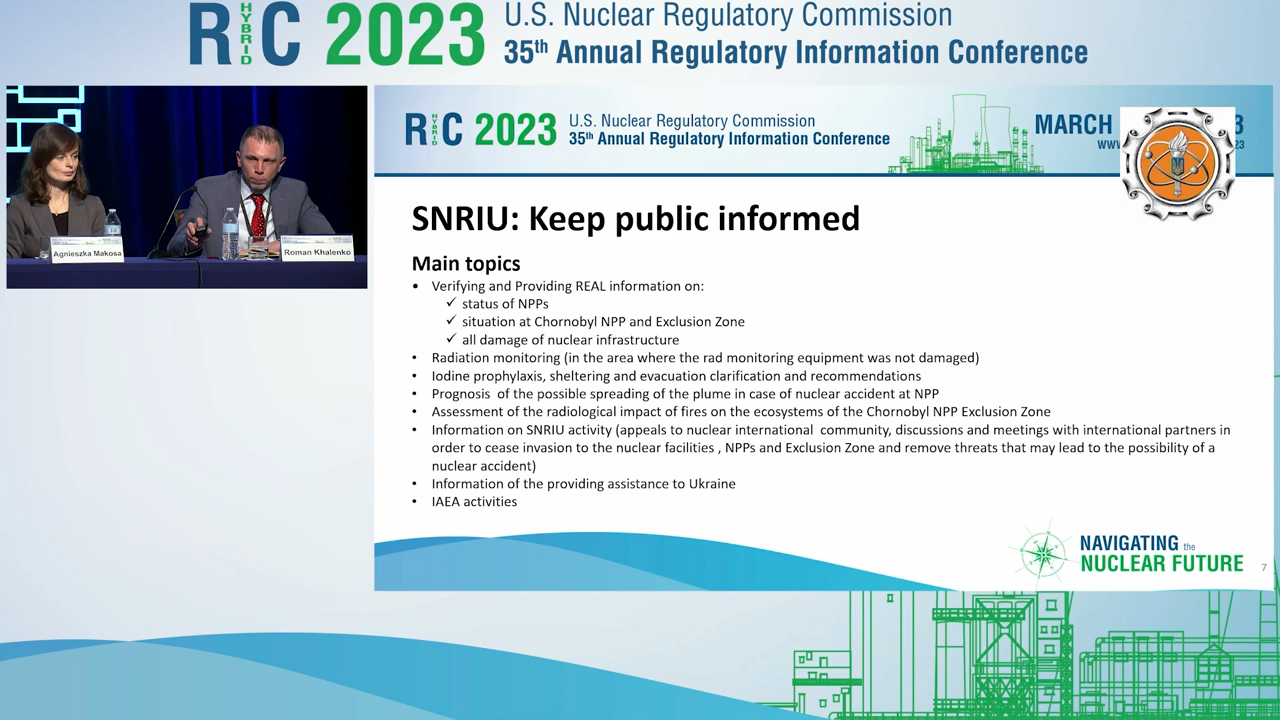 RIC 2023
HYBRID
U.S. Nuclear Regulatory Commission
35th Annual Regulatory Information Conference
RIC 2023
HYBRID
U.S. Nuclear Regulatory Commission
35th Annual Regulatory Information Conference
MARCH
SNRIU: Keep public informed
Main topics
• Verifying and Providing REAL information on:
✓ status of NPPs
✓ situation at Chornobyl NPP and Exclusion Zone
✓ all damage of nuclear infrastructure
• Radiation monitoring (in the area where the rad monitoring equipment was not damaged)
• Iodine prophylaxis, sheltering and evacuation clarification and recommendations
• Prognosis of the possible spreading of the plume in case of nuclear accident at NPP
• Assessment of the radiological impact of fires on the ecosystems of the Chornobyl NPP Exclusion Zone
• Information on SNRIU activity (appeals to nuclear international community, discussions and meetings with international partners in
order to cease invasion to the nuclear facilities , NPPs and Exclusion Zone and remove threats that may lead to the possibility of a
nuclear accident)
• Information of the providing assistance to Ukraine
• IAEA activities
NAVIGATING the
NUCLEAR FUTURE
7
Agnieszka Makosa
Roman Khalenko